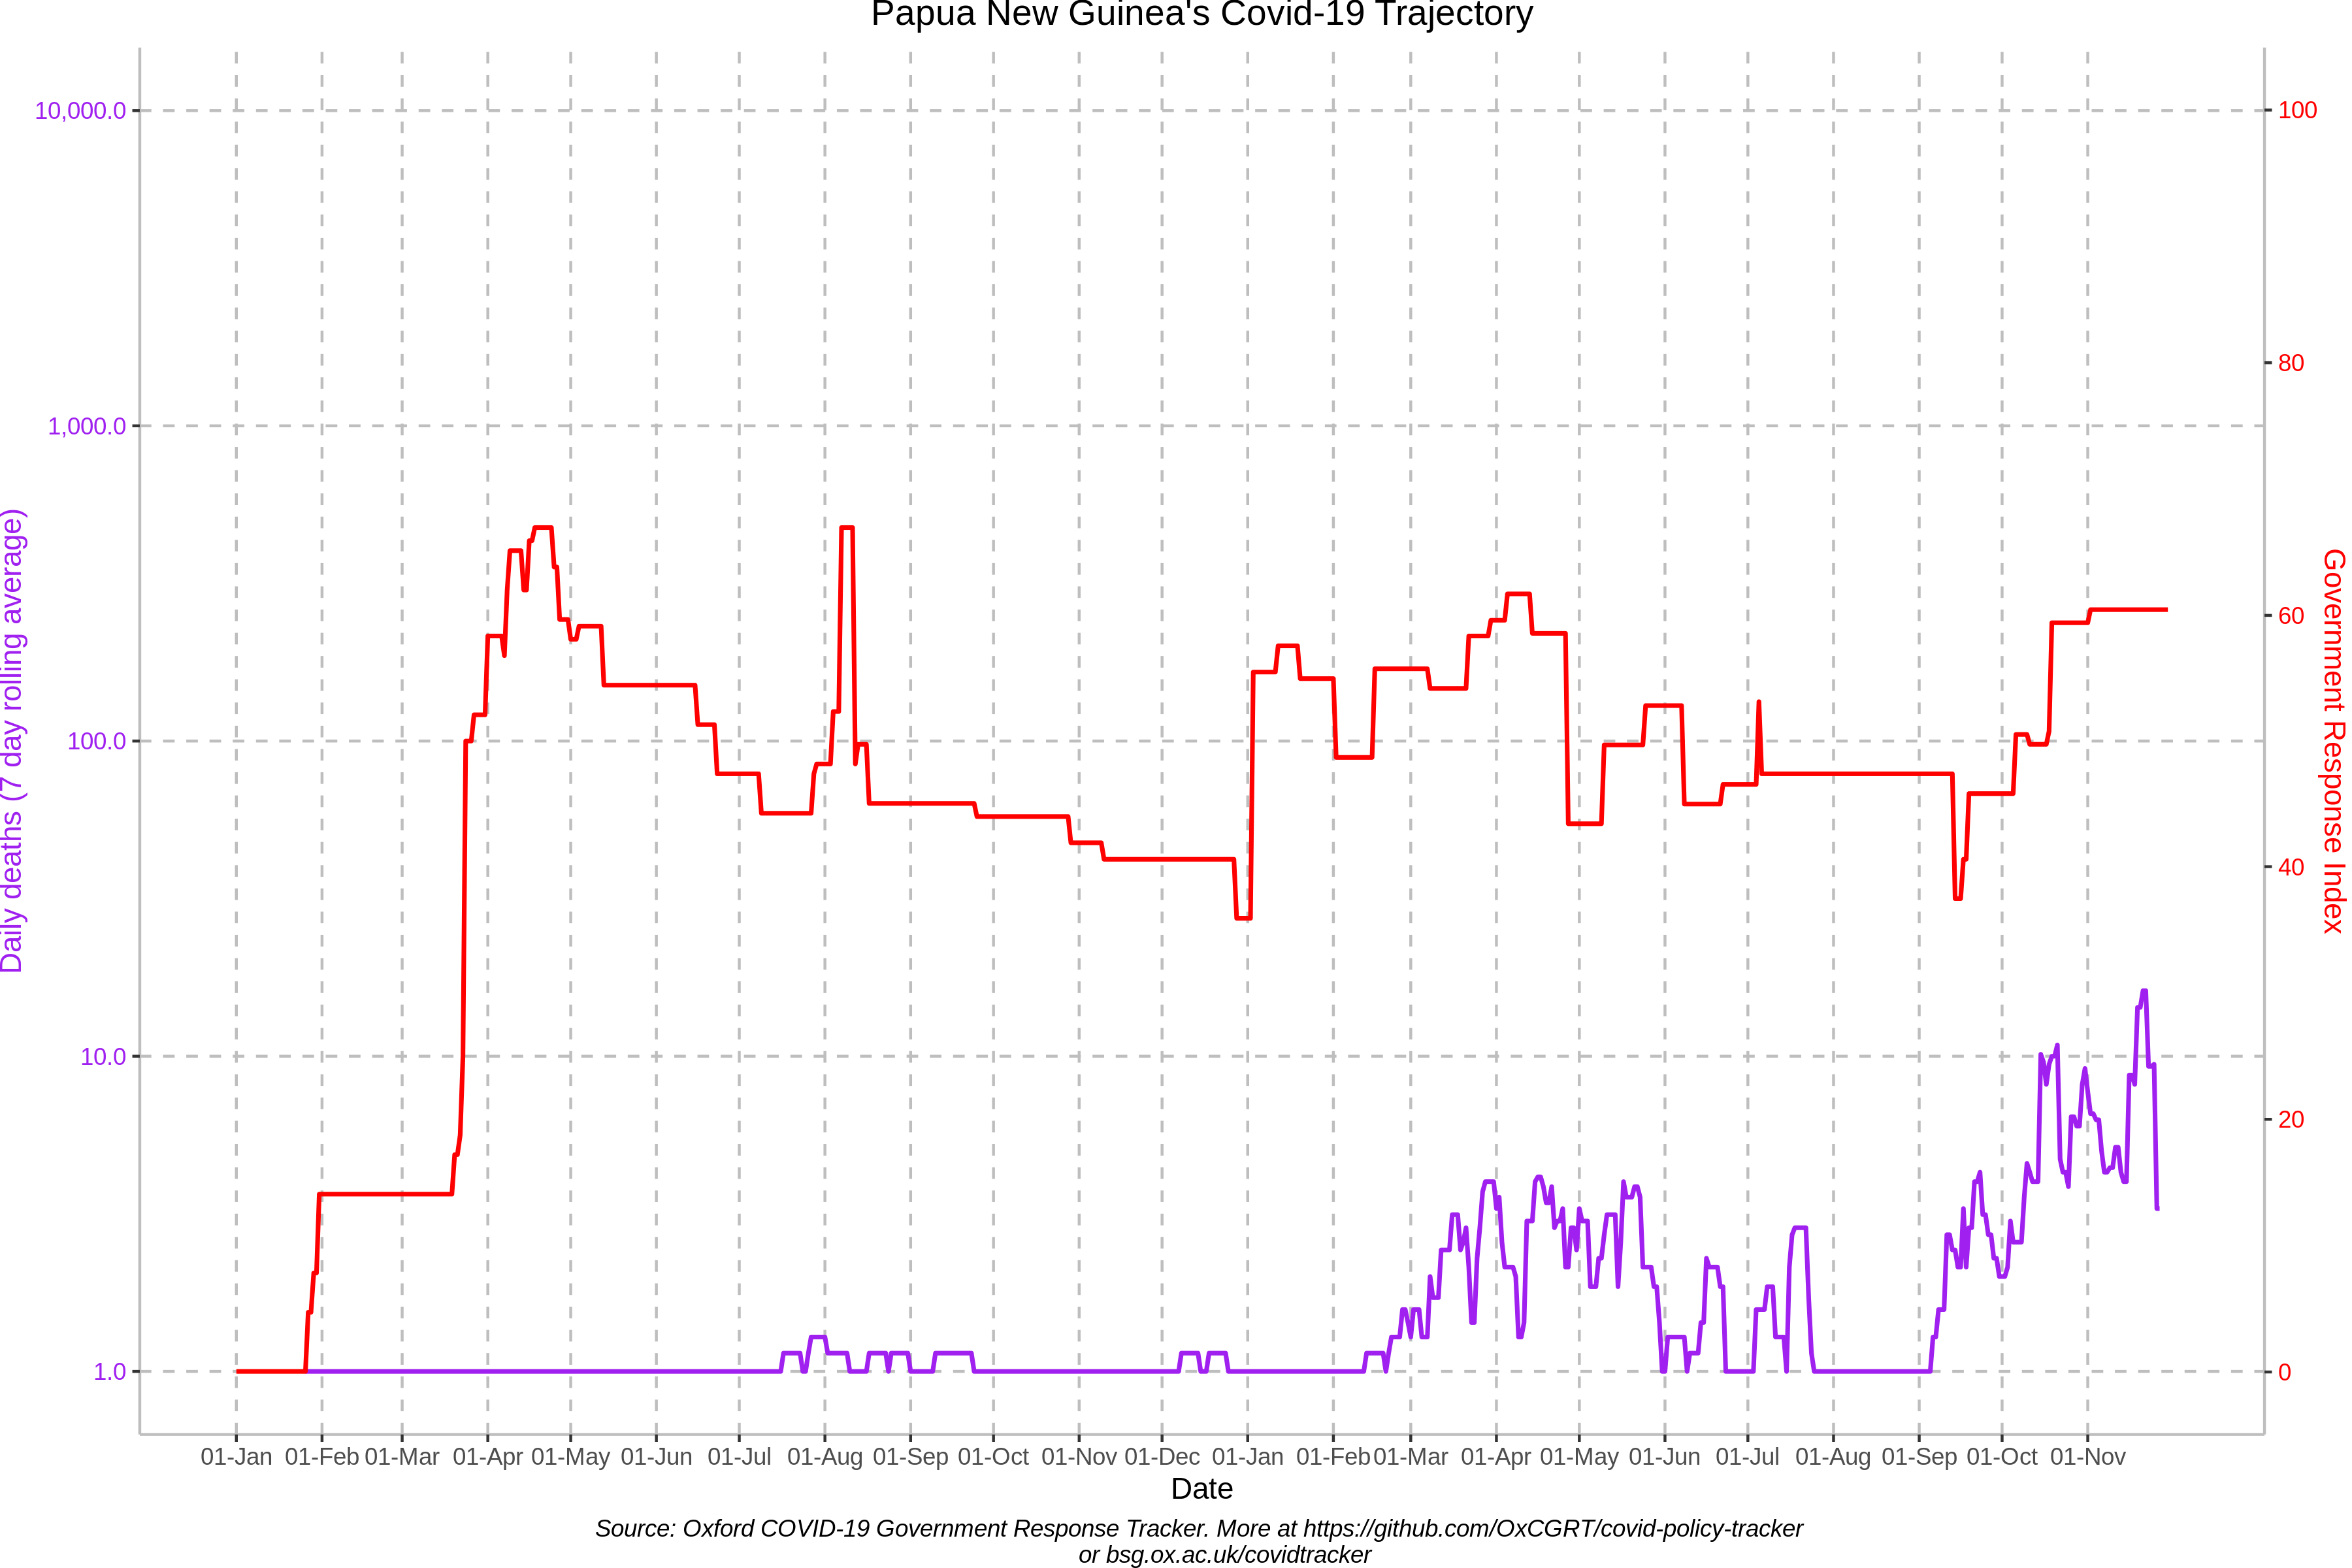 Papua New Guinea's Covid-19 Trajectory
Daily deaths (7 day rolling average)
10,000.0
1,000.0
100.0
10.0
1.0
100
80
60
40
20
0
Government Response Index
01-Jan 01-Feb 01-Mar 01-Apr 01-May 01-Jun 01-Jul 01-Aug 01-Sep 01-Oct 01-Nov 01-Dec 01-Jan 01-Feb 01-Mar 01-Apr 01-May 01-Jun 01-Jul 01-Aug 01-Sep 01-Oct 01-Nov
Date
Source: Oxford COVID-19 Government Response Tracker. More at https://github.com/OxCGRT/covid-policy-tracker
or bsg.ox.ac.uk/covidtracker